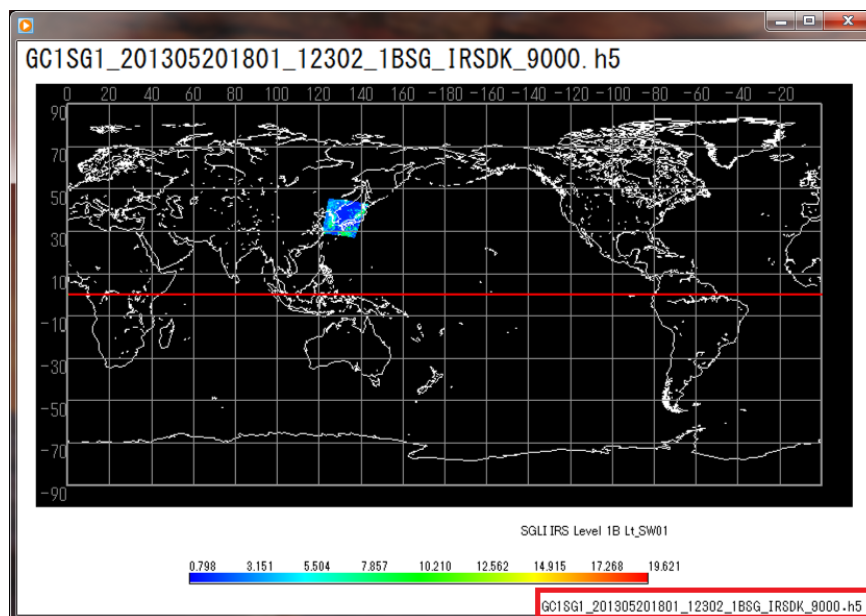 GC1SG1_201305201801_12302_1BSG_IRSDK_9000.h5
0 20 40 60 80 100 120 140 160 -160 -140 -120 -100 -80 -60 -40 -20
90
70
50
30
10
-10
-30
-50
-70
-90
SGLI IRS Level 1B Lt_SW01
0.798 3.151 5.504 7.857 10.210 12.562 14.915 17.268 19.621
GC1SG1_201305201801_12302_1BSG_IRSDK_9000.h5